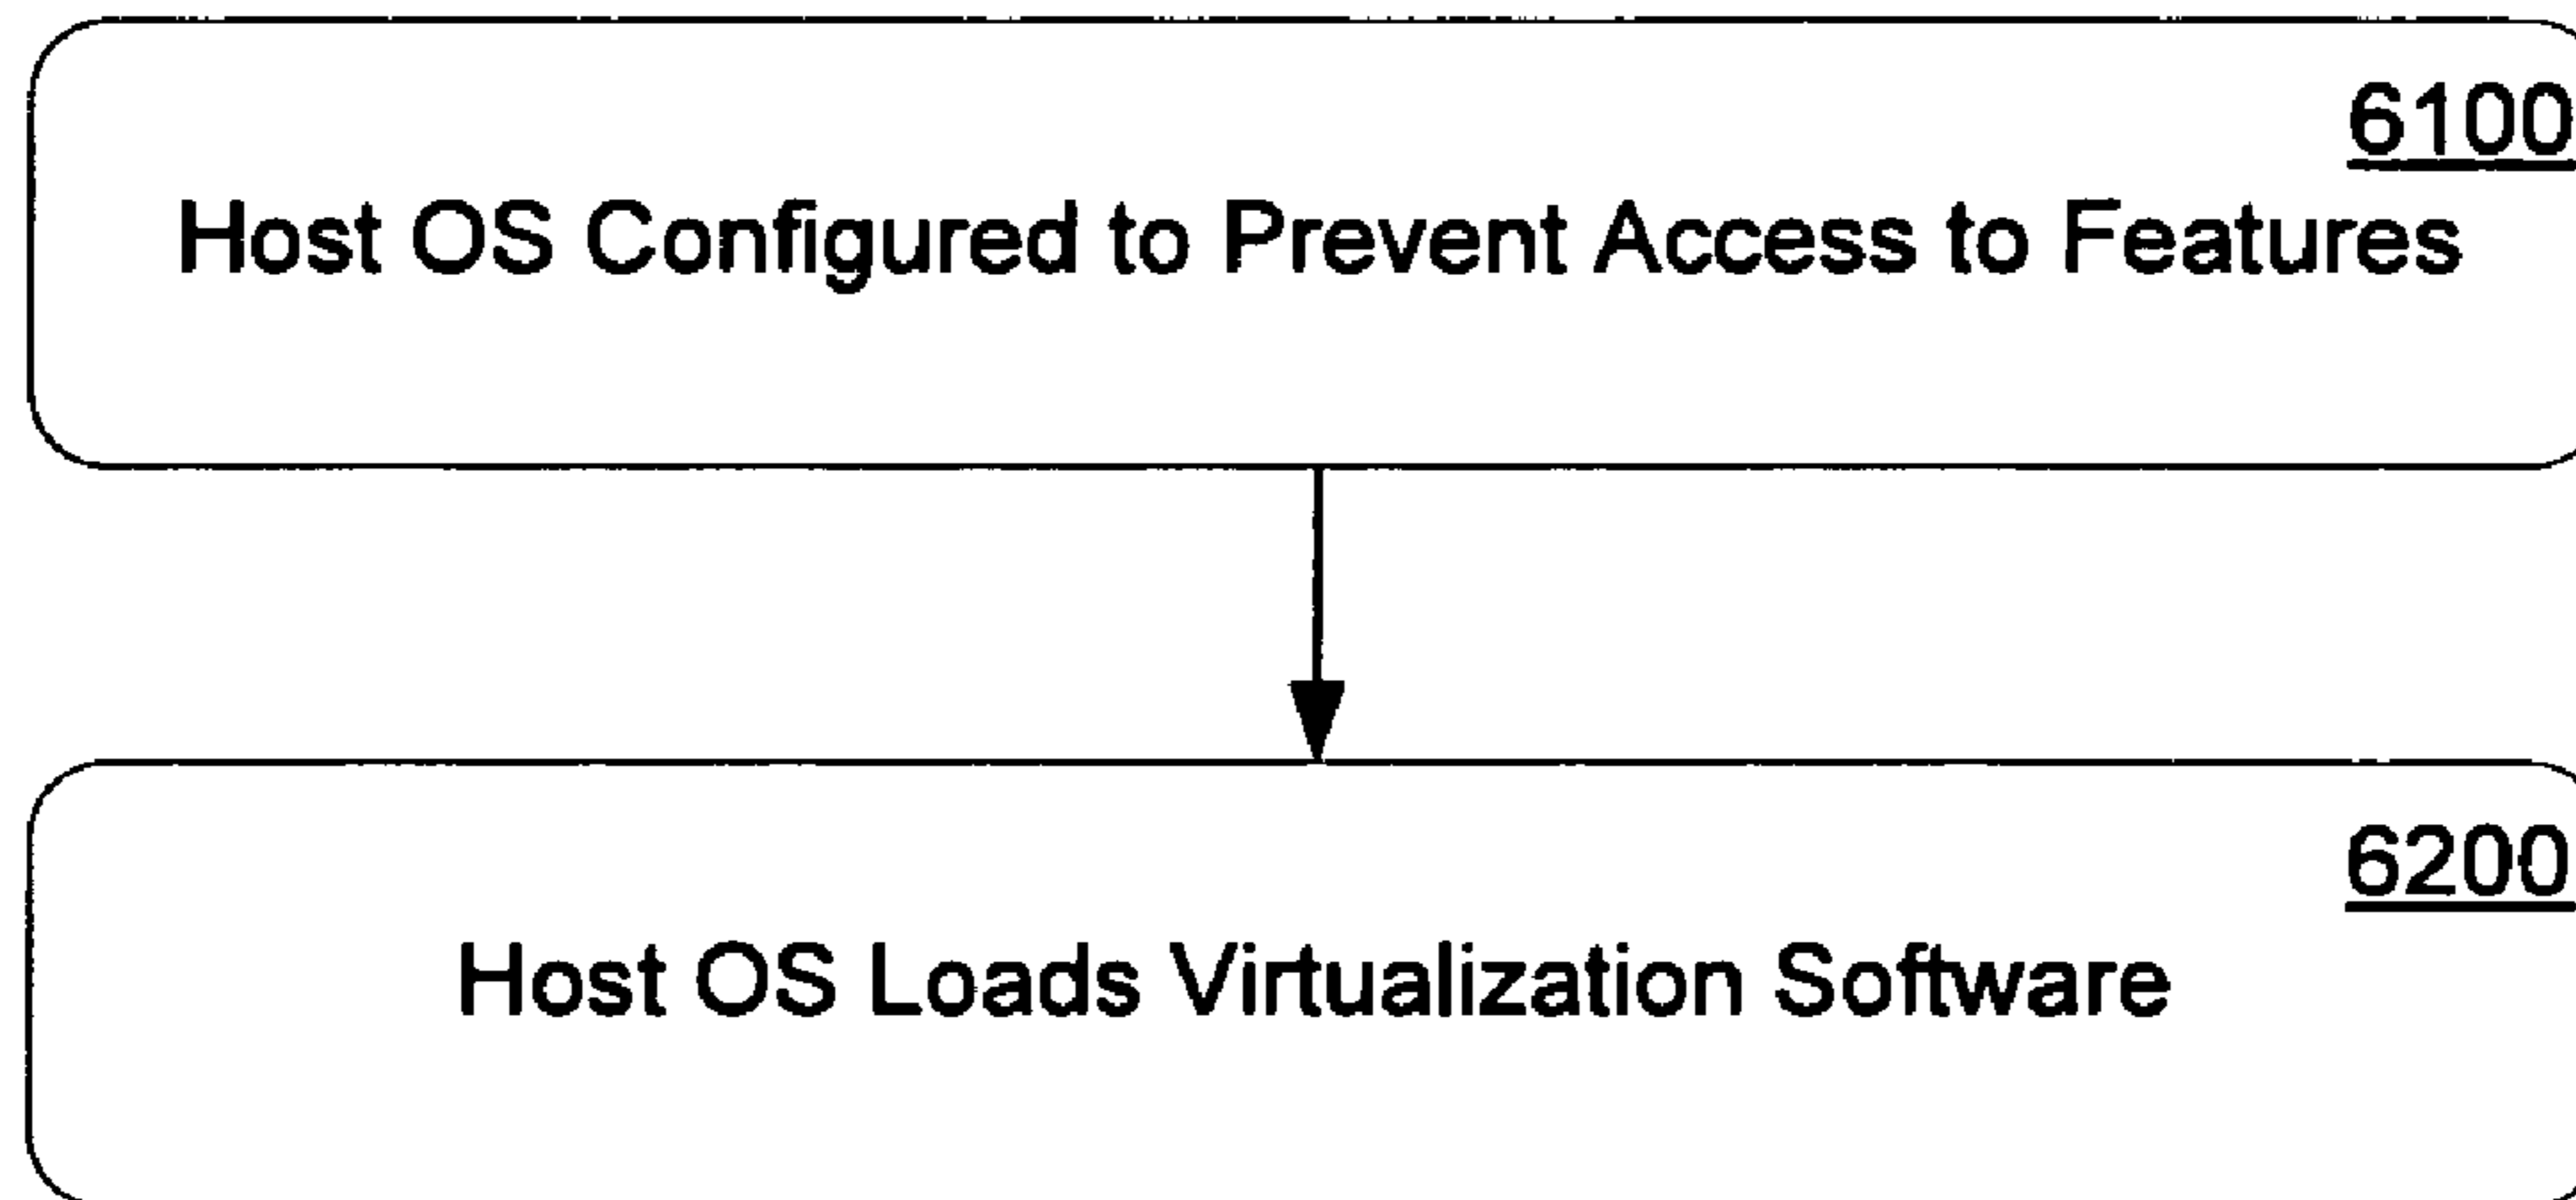 6100
Host OS Configured to Prevent Access to Features
6200
Host OS Loads Virtualization Software